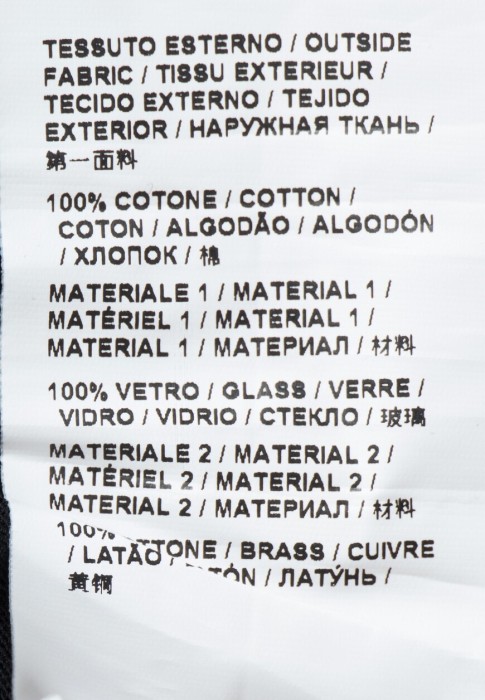 TESSUTO ESTERNO / OUTSIDE
FABRIC / TISSU EXTERIEUR /
TECIDO EXTERNO / TEJIDO
EXTERIOR / НАРУЖНАЯ ТКАНЬ /
第一面料
100% COTONE / COTTON /
COTON / ALGODÃO / ALGODÓN
/ ХЛОПОК / 棉
MATERIALE 1 / MATERIAL 1 /
MATÉRIEL 1 / MATERIAL 1 /
MATERIAL 1 / МАТЕРИАЛ / 材料
100% VETRO / GLASS / VERRE /
VIDRO / VIDRIO / СТЕКЛО / 玻璃
MATERIALE 2 / MATERIAL 2 /
MATÉRIEL 2 / MATERIAL 2 /
MATERIAL 2 / МАТЕРИАЛ / 材料
100% / BRASS / CUIVRE
/ LATÃO / / ЛАТУ́НЬ /
黄铜